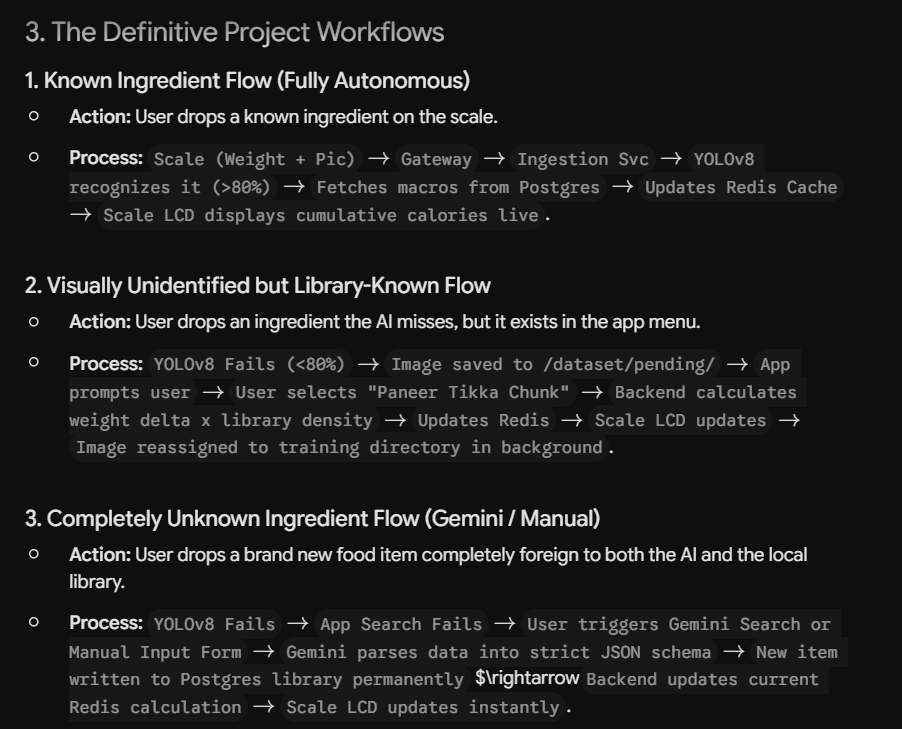 3. The Definitive Project Workflows
1. Known Ingredient Flow (Fully Autonomous)
○ Action: User drops a known ingredient on the scale.
○ Process: Scale (Weight + Pic) → Gateway → Ingestion Svc → YOLOv8
recognizes it (>80%) → Fetches macros from Postgres → Updates Redis Cache
→ Scale LCD displays cumulative calories live .
2. Visually Unidentified but Library-Known Flow
○ Action: User drops an ingredient the AI misses, but it exists in the app menu.
○ Process: YOLOv8 Fails (<80%) → Image saved to /dataset/pending/ → App
prompts user → User selects "Paneer Tikka Chunk" → Backend calculates
weight delta x library density → Updates Redis → Scale LCD updates →
Image reassigned to training directory in background .
3. Completely Unknown Ingredient Flow (Gemini / Manual)
○ Action: User drops a brand new food item completely foreign to both the AI and the local
library.
○ Process: YOLOv8 Fails → App Search Fails → User triggers Gemini Search or
Manual Input Form → Gemini parses data into strict JSON schema → New item
written to Postgres library permanently $\rightarrow Backend updates current
Redis calculation → Scale LCD updates instantly .